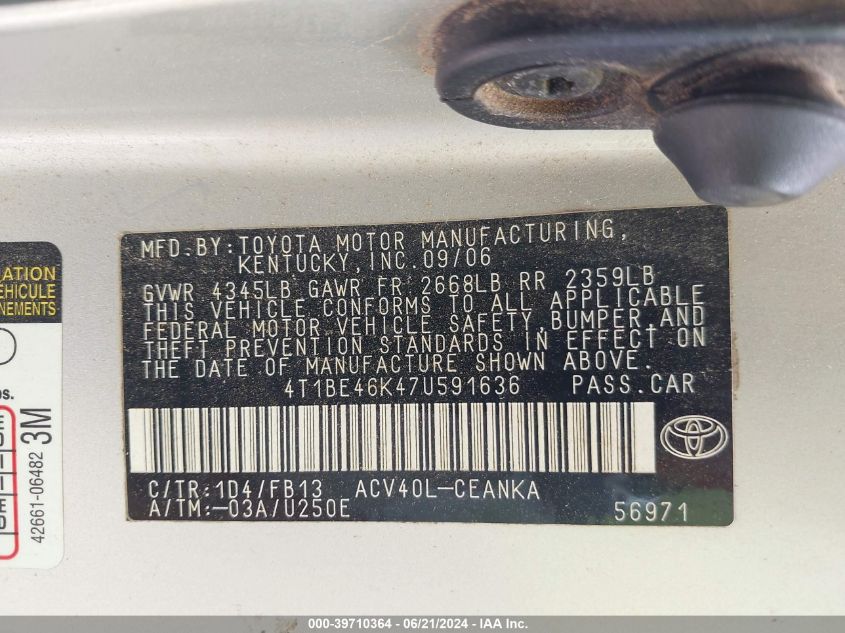 MFD.BY:TOYOTA MOTOR MANUFACTURING,
KENTUCKY,INC.09/06
GVWR 4345LB GAWR FR 2668LB RR 2359LB
THIS VEHICLE CONFORMS TO ALL APPLICABLE
FEDERAL MOTOR VEHICLE SAFETY,BUMPER,AND
THEFT PREVENTION STANDARDS IN EFFECT ON
THE DATE OF MANUFACTURE SHOWN ABOVE.
4T1BE46K47U591636 PASS.CAR
C/TR:1D4/FB13 ACV40L-CEANKA
A/TM:-03A/U250E
56971
ATION
ÉHICULE
NEMENTS
os.
3M
42661-06482
000-39710364 - 06/21/2024 - IAA Inc.